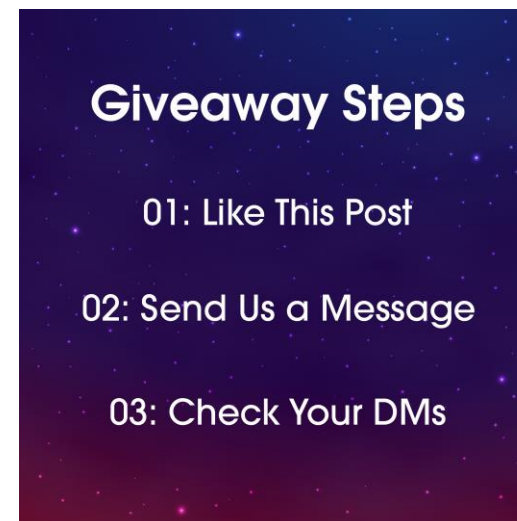 Giveaway Steps
01: Like This Post
02: Send Us a Message
03: Check Your DMs